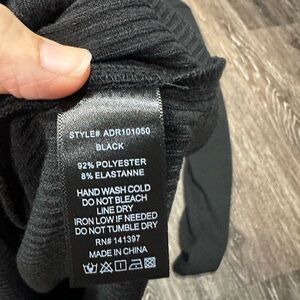 STYLE# ADR101050
BLACK
92% POLYESTER
8% ELASTANNE
HAND WASH COLD
DO NOT BLEACH
LINE DRY
IRON LOW IF NEEDED
DO NOT TUMBLE DRY
RN# 141397
MADE IN CHINA